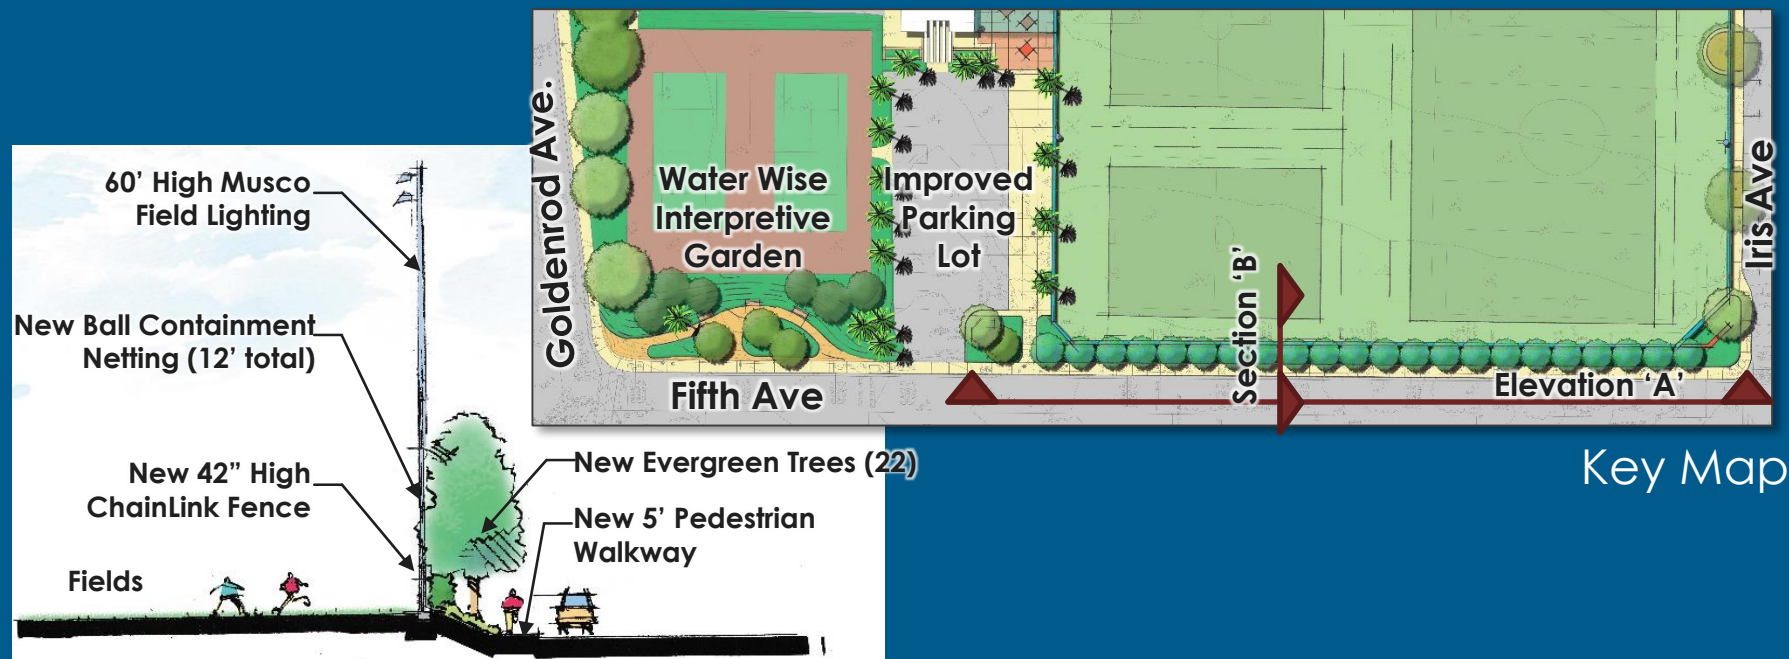 60’ High Musco
Field Lighting
New Ball Containment
Netting (12’ total)
New 42” High
ChainLink Fence
Fields
New Evergreen Trees (22)
New 5’ Pedestrian
Walkway
Goldenrod Ave.
Water Wise
Interpretive
Garden
Improved
Parking
Lot
Fifth Ave
Section ‘B’
Elevation ‘A’
Iris Ave
Key Map